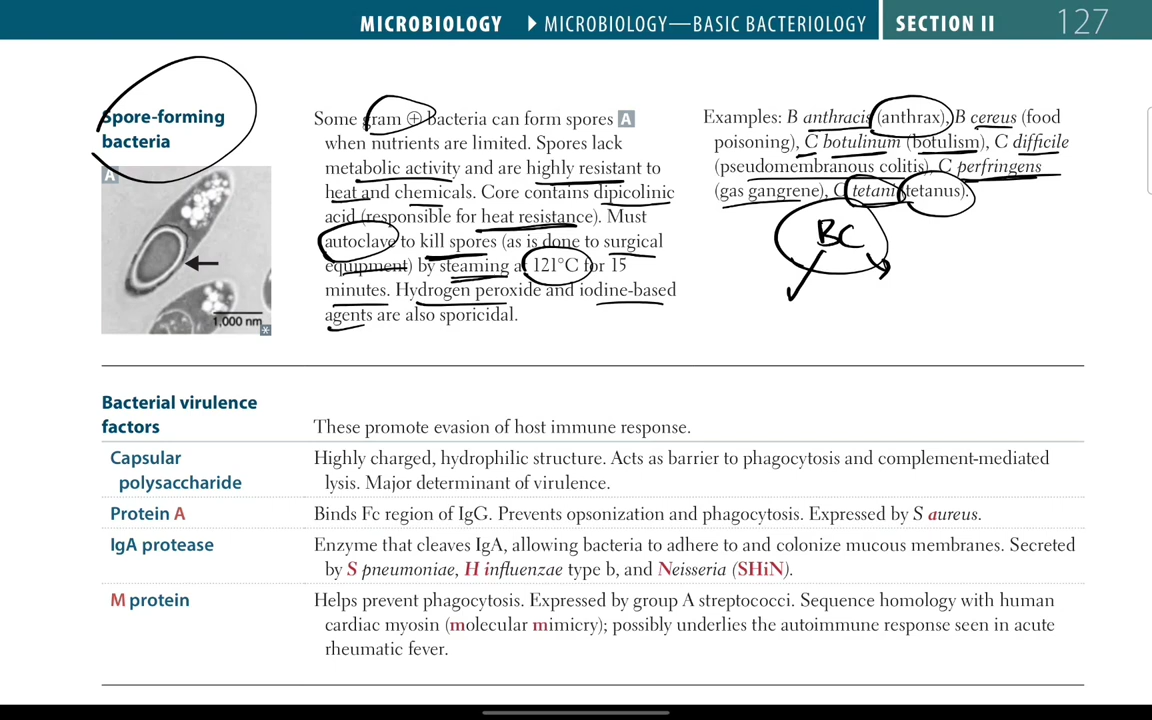 MICROBIOLOGY ▶ MICROBIOLOGY—BASIC BACTERIOLOGY SECTION II 127
Spore-forming
bacteria
A
1,000 nm
Some gram ⊕ bacteria can form spores A
when nutrients are limited. Spores lack
metabolic activity and are highly resistant to
heat and chemicals. Core contains dipicolinic
acid (responsible for heat resistance). Must
autoclave to kill spores (as is done to surgical
equipment) by steaming at 121°C for 15
minutes. Hydrogen peroxide and iodine-based
agents are also sporicidal.
Examples: B anthracis (anthrax), B cereus (food
poisoning), C botulinum (botulism), C difficile
(pseudomembranous colitis), C perfringens
(gas gangrene), C tetani (tetanus).
BC
Bacterial virulence
factors
These promote evasion of host immune response.
Capsular
polysaccharide
Highly charged, hydrophilic structure. Acts as barrier to phagocytosis and complement-mediated
lysis. Major determinant of virulence.
Protein A
Binds Fc region of IgG. Prevents opsonization and phagocytosis. Expressed by S aureus.
IgA protease
Enzyme that cleaves IgA, allowing bacteria to adhere to and colonize mucous membranes. Secreted
by S pneumoniae, H influenzae type b, and Neisseria (SHiN).
M protein
Helps prevent phagocytosis. Expressed by group A streptococci. Sequence homology with human
cardiac myosin (molecular mimicry); possibly underlies the autoimmune response seen in acute
rheumatic fever.